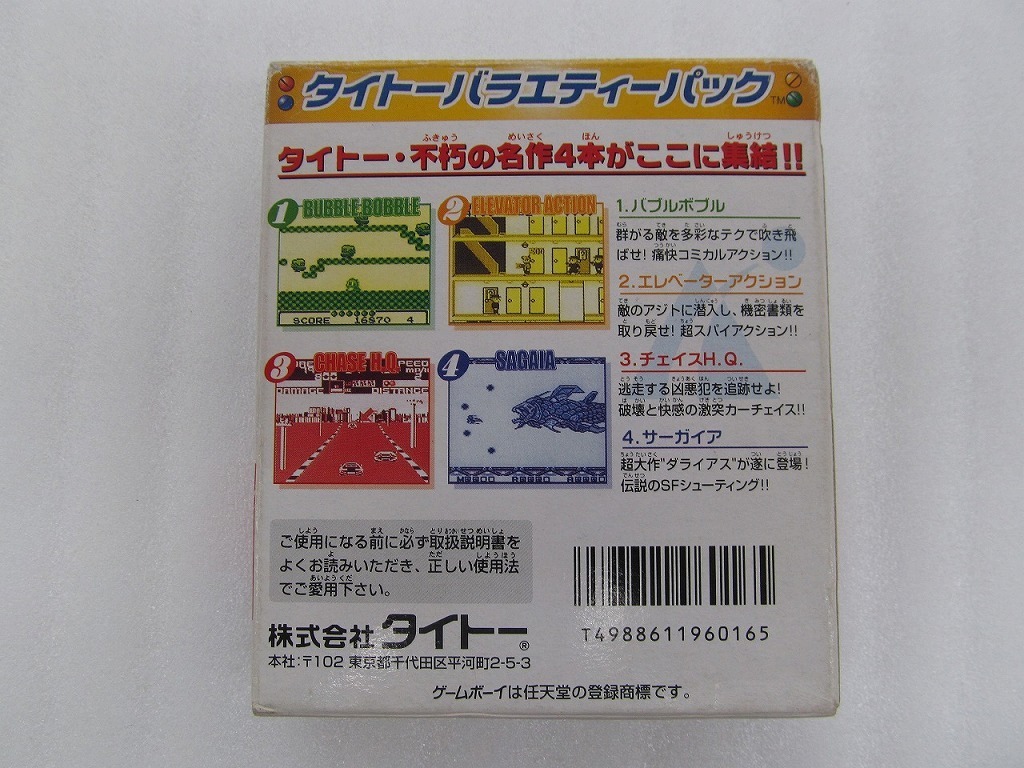 タイトーバラエティーパック TM
タイトー・不朽の名作4本がここに集結!!
1 BUBBLE BOBBLE
SCORE 16870 4
2 ELEVATOR ACTION
3 CHASE H.Q.
DAMAGE DISTANCE
4 SAGAIA
1.バブルボブル
群がる敵を多彩なテクで吹き飛
ばせ! 痛快コミカルアクション!!
2.エレベーターアクション
敵のアジトに潜入し、機密書類を
取り戻せ! 超スパイアクション!!
3.チェイスH.Q.
逃走する凶悪犯を追跡せよ!
破壊と快感の激突カーチェイス!!
4.サーガイア
超大作"ダライアス"が遂に登場!
伝説のSFシューティング!!
ご使用になる前に必ず取扱説明書を
よくお読みいただき、正しい使用法
でご愛用下さい。
T4988611960165
株式会社 タイトー®
本社:〒102 東京都千代田区平河町2-5-3
ゲームボーイは任天堂の登録商標です。